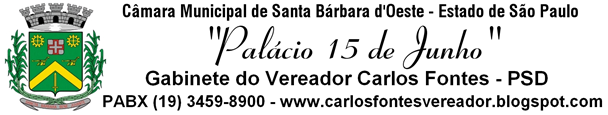 Câmara Municipal de Santa Bárbara d'Oeste - Estado de São Paulo
"Palácio 15 de Junho"
Gabinete do Vereador Carlos Fontes - PSD
PABX (19) 3459-8900 - www.carlosfontesvereador.blogspot.com